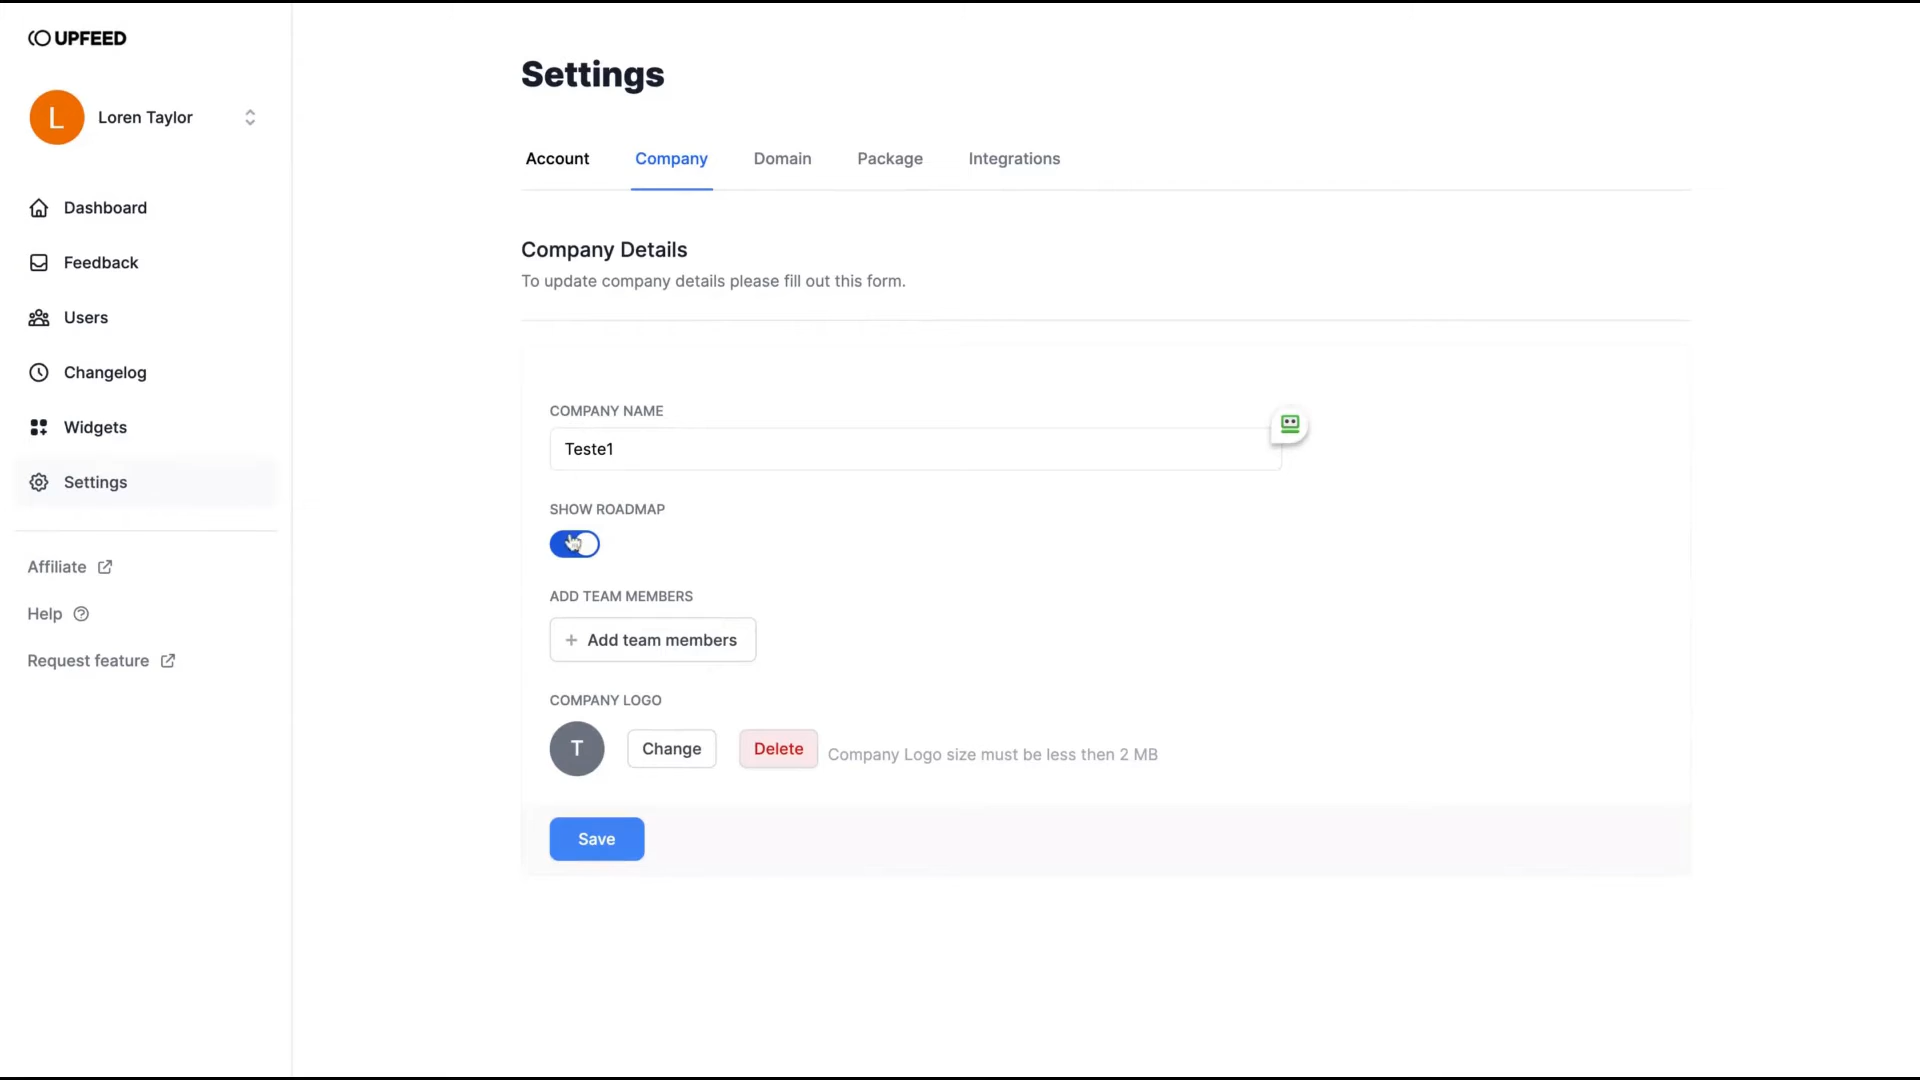 UPFEED
L
Loren Taylor
Dashboard
Feedback
Users
Changelog
Widgets
Settings
Affiliate
Help
Request feature
Settings
Account
Company
Domain
Package
Integrations
Company Details
To update company details please fill out this form.
COMPANY NAME
Teste1
SHOW ROADMAP
ADD TEAM MEMBERS
+ Add team members
COMPANY LOGO
T
Change
Delete
Company Logo size must be less then 2 MB
Save